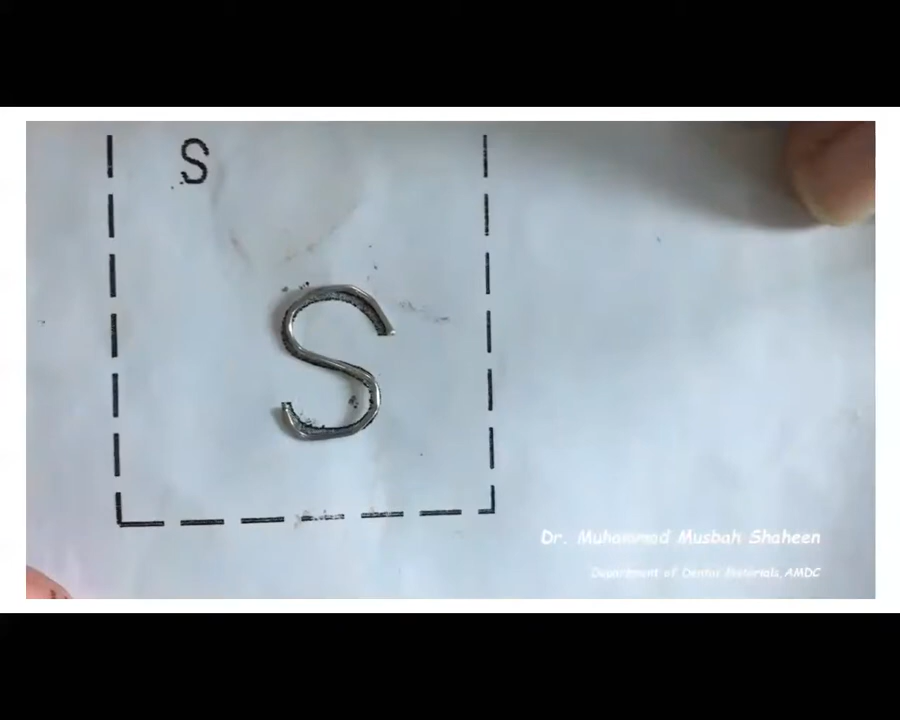 S
S
Dr. Muhammad Musbah Shaheen
Department of Dental Materials, AMDC